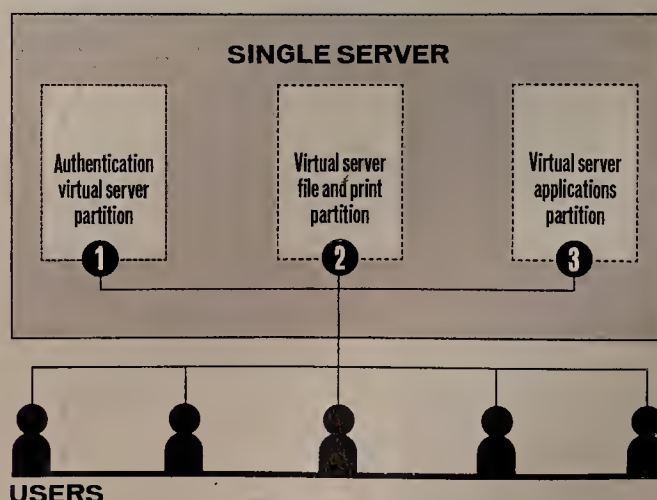 SINGLE SERVER
Authentication
virtual server
partition
1
Virtual server
file and print
partition
2
Virtual server
applications
partition
3
USERS